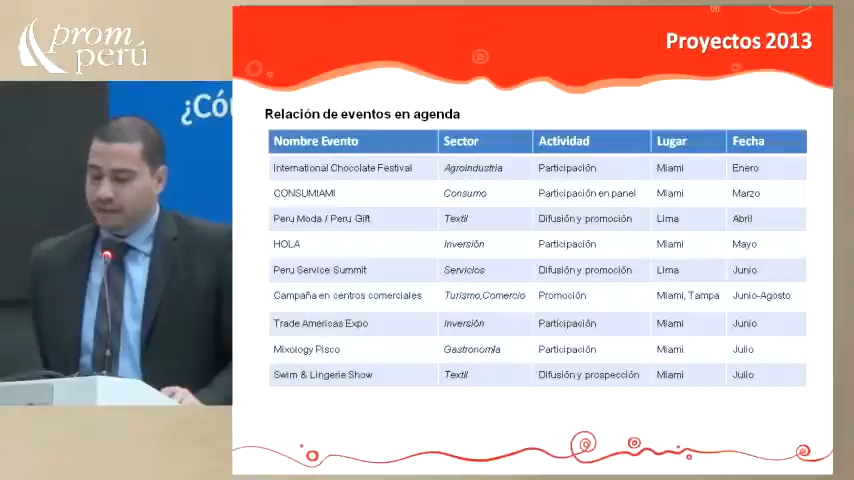 prom
perú
¿Có
Proyectos 2013
Relación de eventos en agenda
Nombre Evento Sector Actividad Lugar Fecha
International Chocolate Festival Agroindustria Participación Miami Enero
CONSUMIAMI Consumo Participación en panel Miami Marzo
Peru Moda / Peru Gift Textil Difusión y promoción Lima Abril
HOLA Inversión Participación Miami Mayo
Peru Service Summit Servicios Difusión y promoción Lima Junio
Campaña en centros comerciales Turismo,Comercio Promoción Miami, Tampa Junio-Agosto
Trade Americas Expo Inversión Participación Miami Junio
Mixology Pisco Gastronomía Participación Miami Julio
Swim & Lingerie Show Textil Difusión y prospección Miami Julio